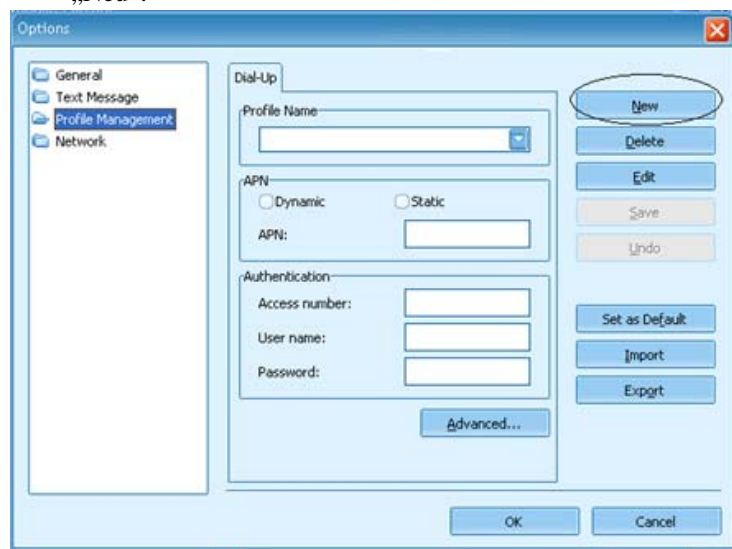 Options
General
Text Message
Profile Management
Network
Dial-Up
Profile Name
APN
Dynamic Static
APN:
Authentication
Access number:
User name:
Password:
Advanced...
New
Delete
Edit
Save
Undo
Set as Default
Import
Export
OK Cancel